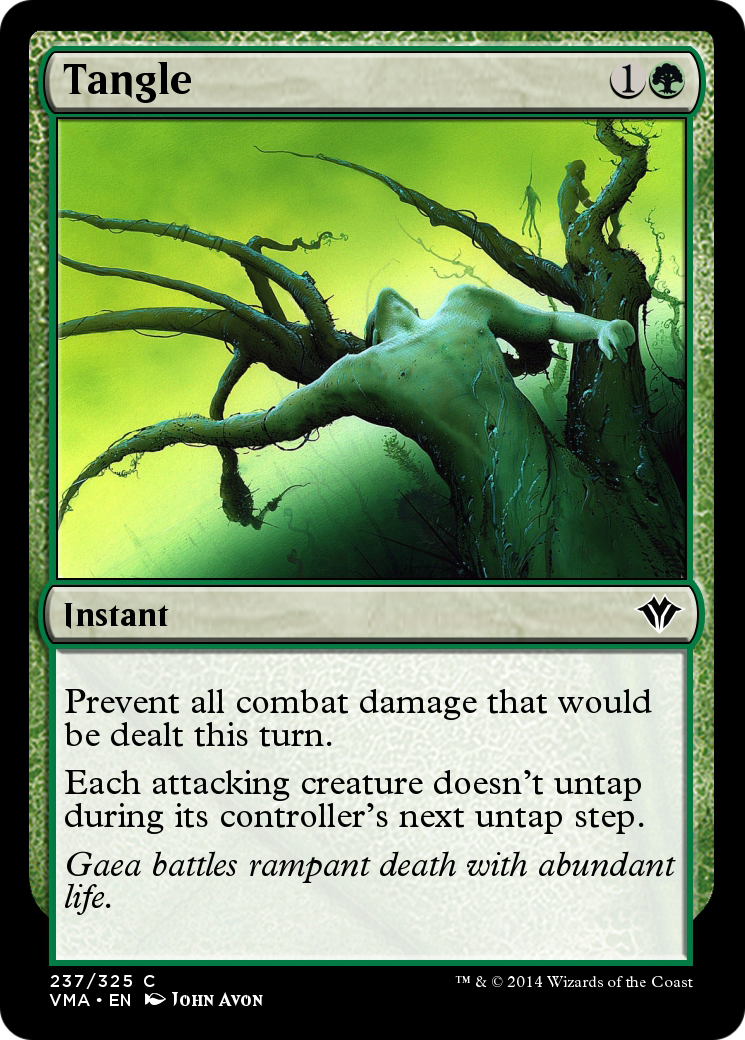 Tangle 1
Instant
Prevent all combat damage that would
be dealt this turn.
Each attacking creature doesn't untap
during its controller's next untap step.
Gaea battles rampant death with abundant
life.
237/325 C
VMA • EN John Avon
™ & © 2014 Wizards of the Coast